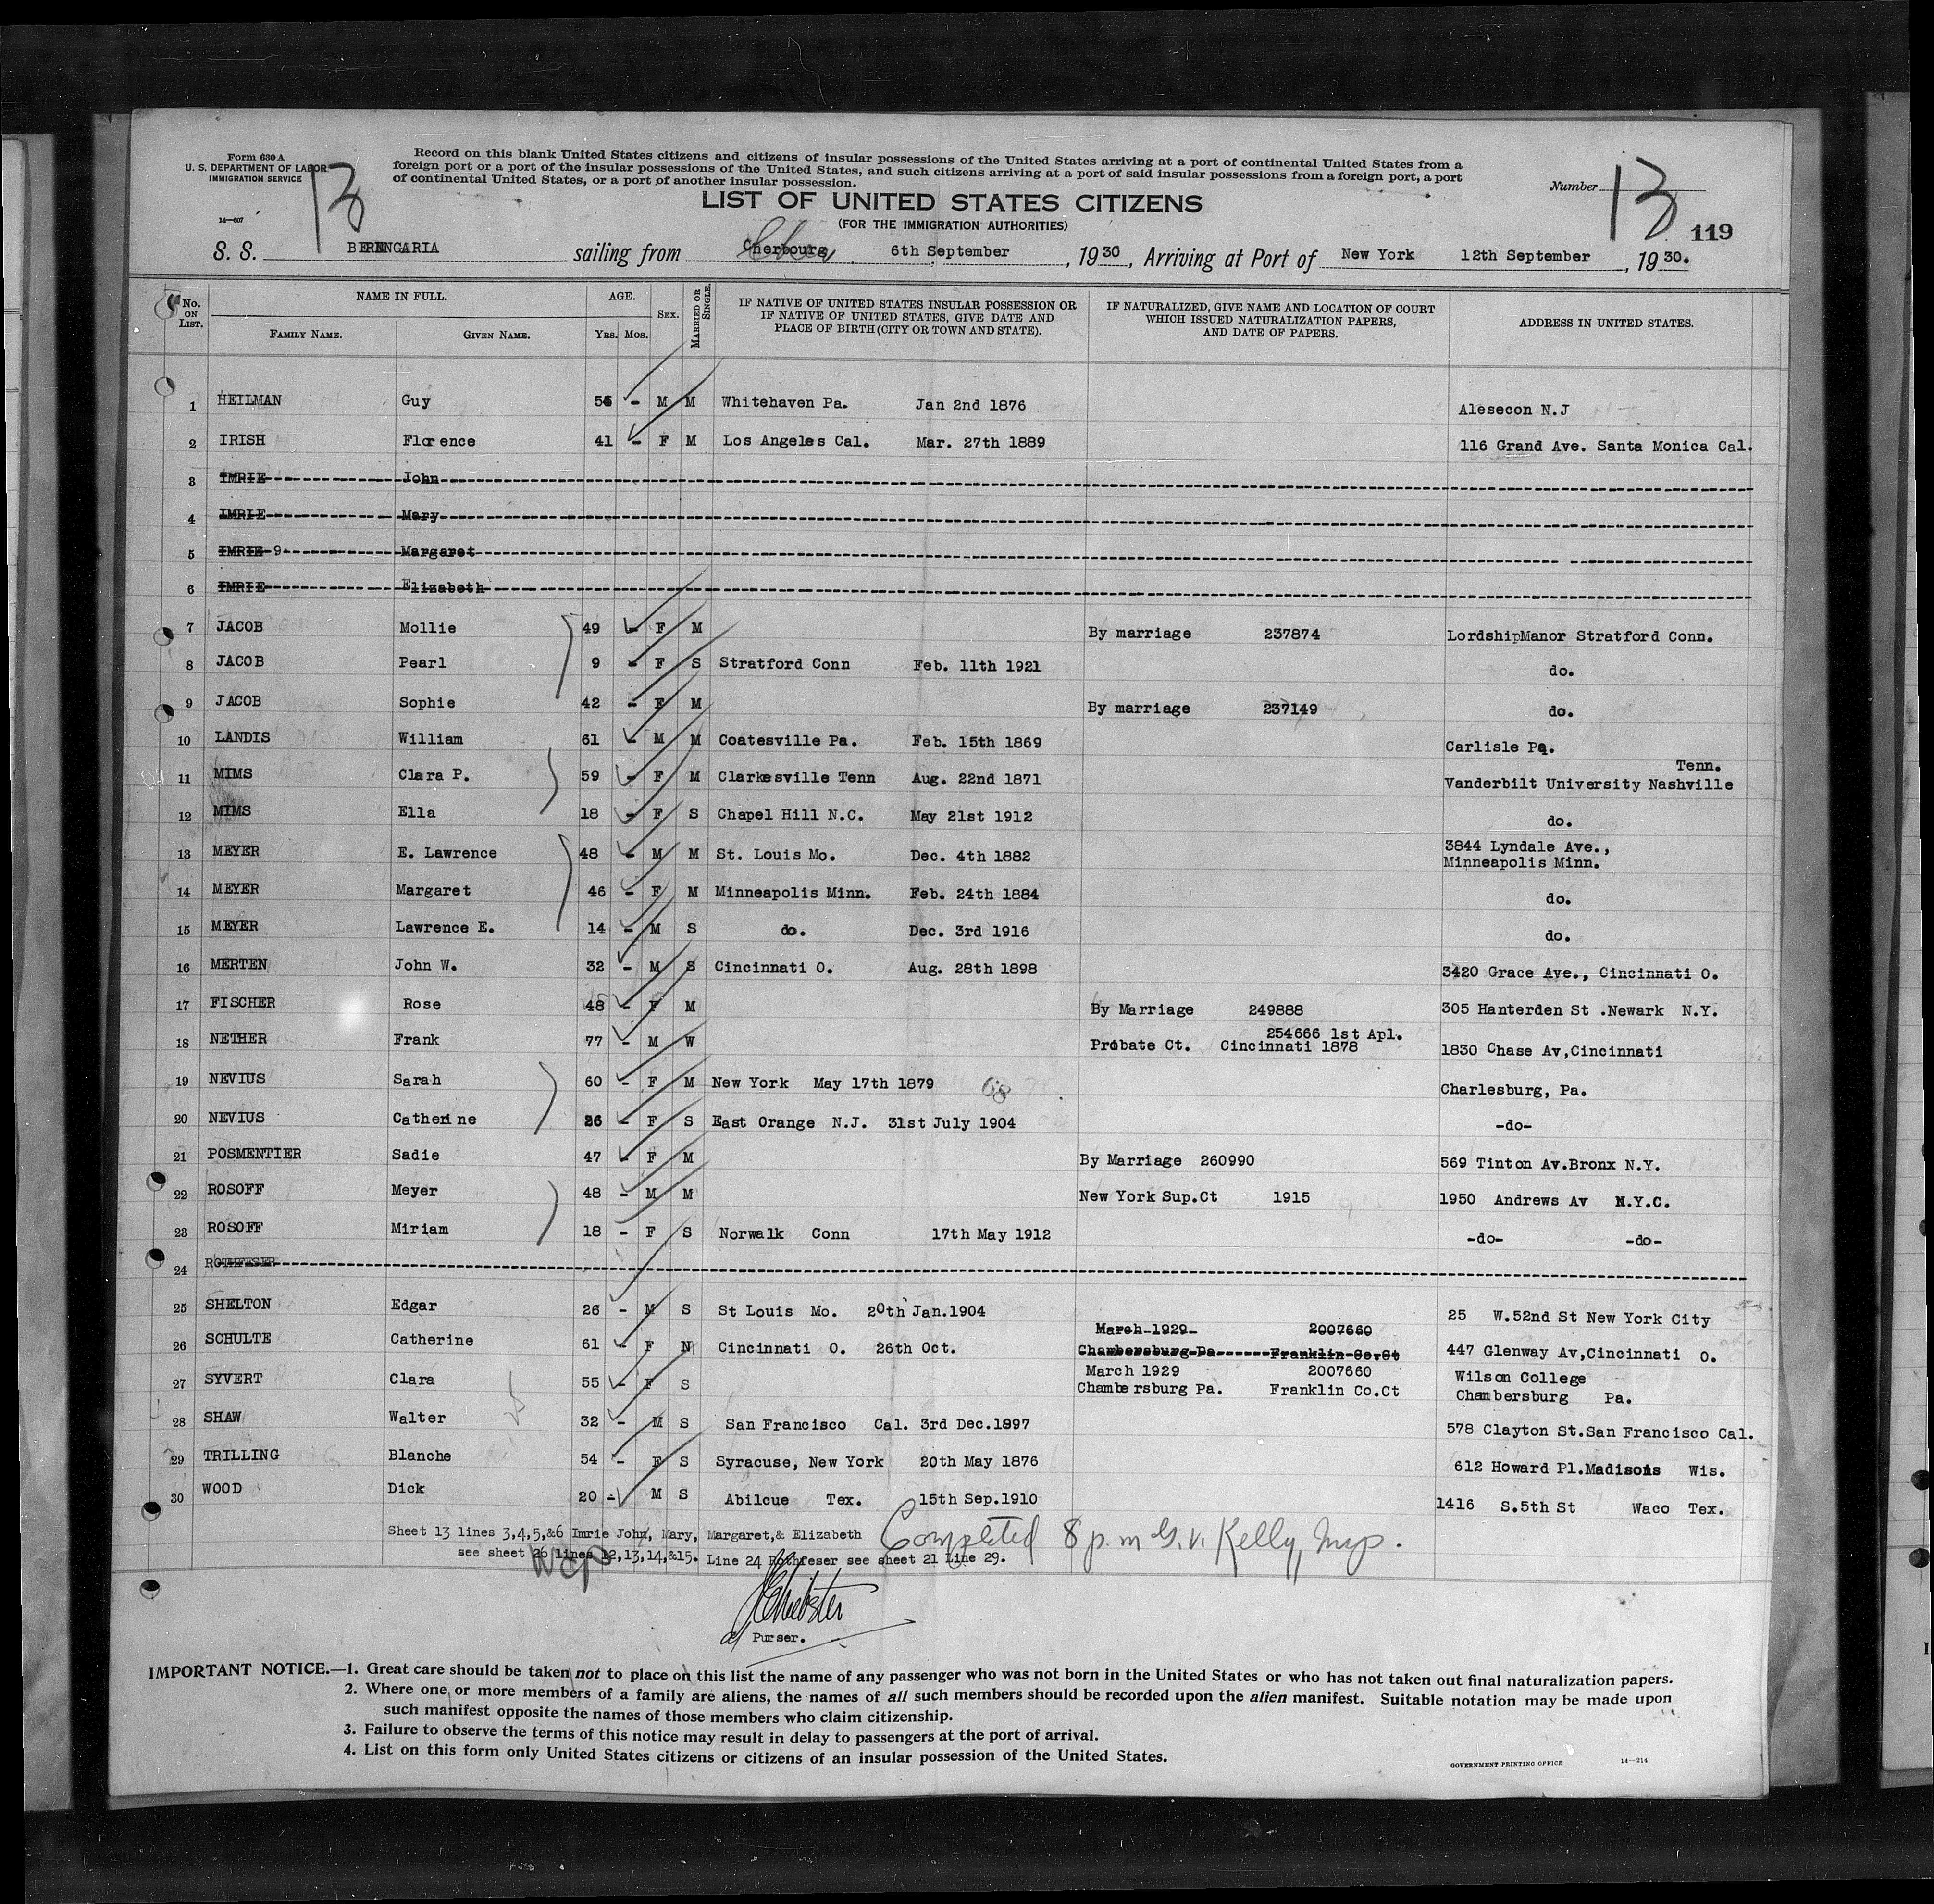 Form 630 A
U. S. DEPARTMENT OF LABOR
IMMIGRATION SERVICE
14—607
13
Record on this blank United States citizens and citizens of insular possessions of the United States arriving at a port of continental United States from a
foreign port or a port of the insular possessions of the United States, and such citizens arriving at a port of said insular possessions from a foreign port, a port
of continental United States, or a port of another insular possession.
LIST OF UNITED STATES CITIZENS
(FOR THE IMMIGRATION AUTHORITIES)
Number 13
119
S. S. BERENGARIA sailing from Cherbourg 6th September, 1930, Arriving at Port of New York 12th September, 1930.
No. ON LIST. NAME IN FULL. FAMILY NAME. GIVEN NAME. AGE. YRS. MOS. SEX. MARRIED OR SINGLE. IF NATIVE OF UNITED STATES INSULAR POSSESSION OR IF NATIVE OF UNITED STATES, GIVE DATE AND PLACE OF BIRTH (CITY OR TOWN AND STATE). IF NATURALIZED, GIVE NAME AND LOCATION OF COURT WHICH ISSUED NATURALIZATION PAPERS, AND DATE OF PAPERS. ADDRESS IN UNITED STATES.
1 HEILMAN Guy 54 - M M Whitehaven Pa. Jan 2nd 1876 Alesecon N.J
2 IRISH Florence 41 - F M Los Angeles Cal. Mar. 27th 1889 116 Grand Ave. Santa Monica Cal.
3 IMRIE John
4 IMRIE Mary
5 IMRIE 9 Margaret
6 IMRIE Elizabeth
7 JACOB Mollie 49 - F M By marriage 237874 LordshipManor Stratford Conn.
8 JACOB Pearl 9 - F S Stratford Conn Feb. 11th 1921 do.
9 JACOB Sophie 42 - F M By marriage 237149 do.
10 LANDIS William 61 - M M Coatesville Pa. Feb. 15th 1869 Carlisle Pa.
11 MIMS Clara P. 59 - F M Clarkesville Tenn Aug. 22nd 1871 Vanderbilt University Nashville Tenn.
12 MIMS Ella 18 - F S Chapel Hill N.C. May 21st 1912 do.
13 MEYER E. Lawrence 48 - M M St. Louis Mo. Dec. 4th 1882 3844 Lyndale Ave., Minneapolis Minn.
14 MEYER Margaret 46 - F M Minneapolis Minn. Feb. 24th 1884 do.
15 MEYER Lawrence E. 14 - M S do. Dec. 3rd 1916 do.
16 MERTEN John W. 32 - M S Cincinnati O. Aug. 28th 1898 3420 Grace Ave., Cincinnati O.
17 FISCHER Rose 48 - F M By Marriage 249888 305 Hanterden St .Newark N.Y.
18 NETHER Frank 77 - M W 254666 1st Apl. Probate Ct. Cincinnati 1878 1830 Chase Av,Cincinnati
19 NEVIUS Sarah 60 - F M New York May 17th 1879 68 Charlesburg, Pa.
20 NEVIUS Catherine 26 - F S East Orange N.J. 31st July 1904 -do-
21 POSMENTIER Sadie 47 - F M By Marriage 260990 569 Tinton Av.Bronx N.Y.
22 ROSOFF Meyer 48 - M M New York Sup.Ct 1915 1950 Andrews Av N.Y.C.
23 ROSOFF Miriam 18 - F S Norwalk Conn 17th May 1912 -do- -do-
24 ROTHFESER
25 SHELTON Edgar 26 - M S St Louis Mo. 20th Jan.1904 25 W.52nd St New York City
26 SCHULTE Catherine 61 - F N Cincinnati O. 26th Oct. March 1929 2007660 Chambersburg Pa Franklin Co.Ct 447 Glenway Av,Cincinnati O.
27 SYVERT Clara 55 - F S March 1929 2007660 Chambersburg Pa. Franklin Co.Ct Wilson College Chambersburg Pa.
28 SHAW Walter 32 - M S San Francisco Cal. 3rd Dec.1897 578 Clayton St.San Francisco Cal.
29 TRILLING Blanche 54 - F S Syracuse, New York 20th May 1876 612 Howard Pl.Madisois Wis.
30 WOOD Dick 20 - M S Abilcue Tex. 15th Sep.1910 1416 S.5th St Waco Tex.
Sheet 13 lines 3,4,5,&6 Imrie John, Mary, Margaret,& Elizabeth
see sheet 26 lines 12,13,14,&15. Line 24 Rothfeser see sheet 21 Line 29.
Completed 8 p.m G.V. Kelly, Insp.
Purser.
IMPORTANT NOTICE.—1. Great care should be taken not to place on this list the name of any passenger who was not born in the United States or who has not taken out final naturalization papers.
2. Where one or more members of a family are aliens, the names of all such members should be recorded upon the alien manifest. Suitable notation may be made upon
such manifest opposite the names of those members who claim citizenship.
3. Failure to observe the terms of this notice may result in delay to passengers at the port of arrival.
4. List on this form only United States citizens or citizens of an insular possession of the United States.
GOVERNMENT PRINTING OFFICE 14—214